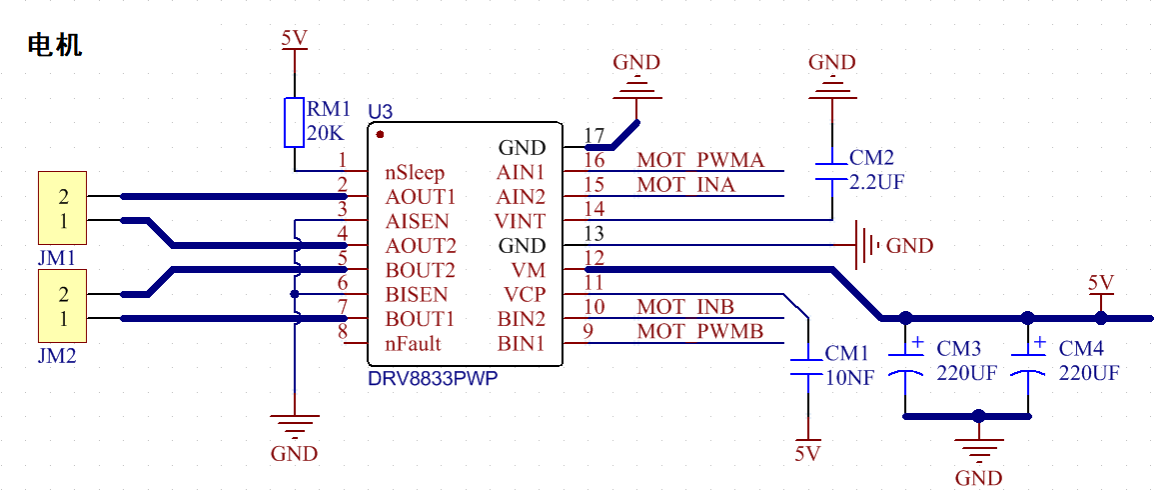 电机
5V
RM1
20K
U3
GND
GND
CM2
2.2UF
1 nSleep
2 AOUT1
3 AISEN
4 AOUT2
5 BOUT2
6 BISEN
7 BOUT1
8 nFault
GND 17
AIN1 16 MOT_PWMA
AIN2 15 MOT_INA
VINT 14
GND 13 GND
VM 12
VCP 11
BIN2 10 MOT_INB
BIN1 9 MOT_PWMB
DRV8833PWP
2
1
JM1
2
1
JM2
GND
CM1
10NF
5V
5V
+ CM3
220UF
+ CM4
220UF
GND